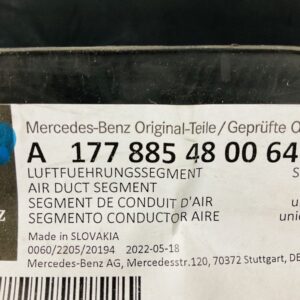 Mercedes-Benz Original-Teile/Geprüfte
A 177 885 48 00 64
LUFTFUEHRUNGSSEGMENT S
AIR DUCT SEGMENT
SEGMENT DE CONDUIT D'AIR u
SEGMENTO CONDUCTOR AIRE uni
z
Made in SLOVAKIA
0060/2205/20194 2022-05-18
Mercedes-Benz AG, Mercedesstr.120, 70372 Stuttgart, DE